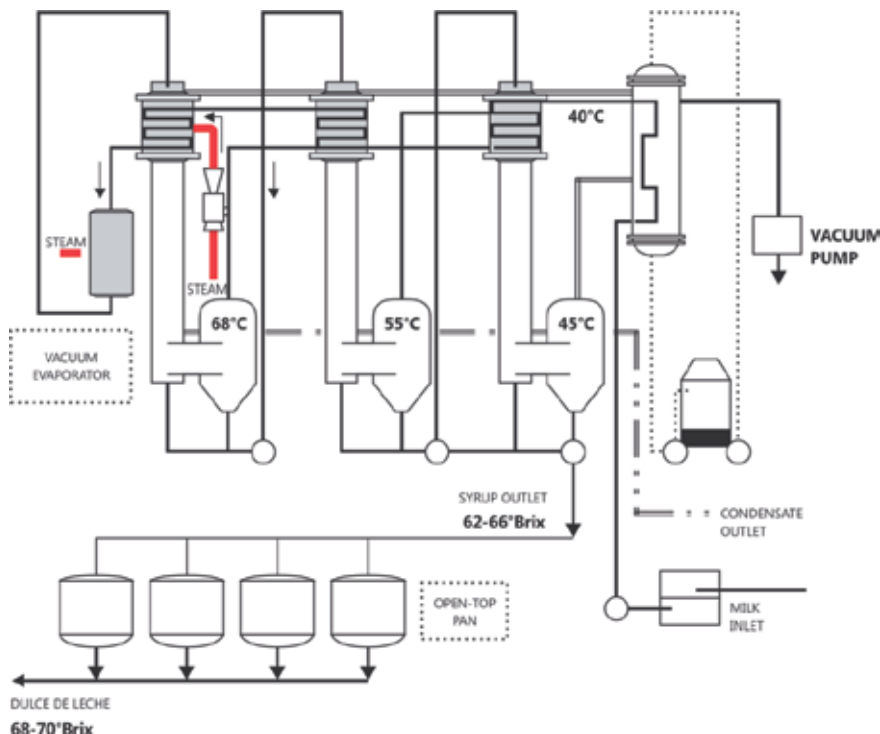 40°C
STEAM
VACUUM
PUMP
STEAM
68°C
55°C
45°C
VACUUM
EVAPORATOR
SYRUP OUTLET
62-66°Brix
CONDENSATE
OUTLET
OPEN-TOP
PAN
MILK
INLET
DULCE DE LECHE
68-70°Brix